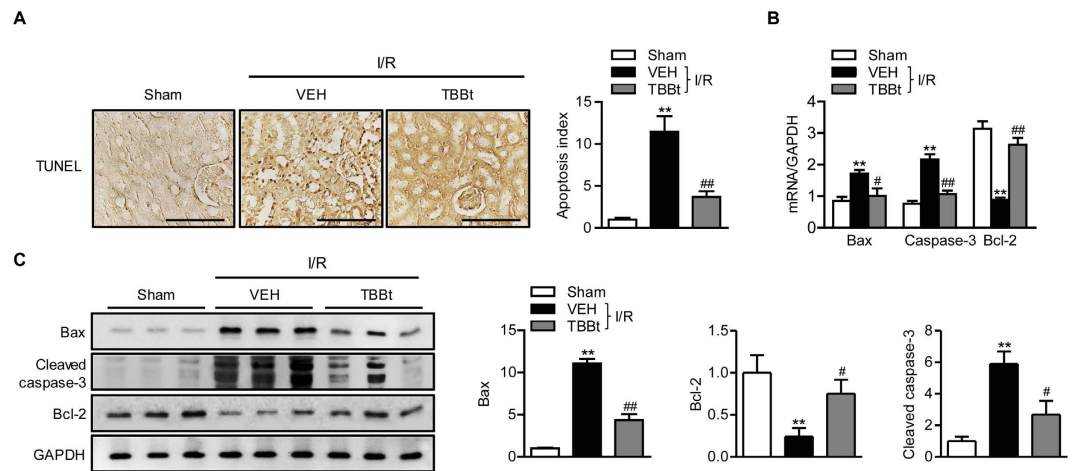 A
I/R
Sham VEH TBBt
TUNEL
Sham
VEH
TBBt
I/R
Apoptosis index
15
10
5
0
**
##
B
Sham
VEH
TBBt
I/R
mRNA/GAPDH
4
3
2
1
0
**
#
**
##
**
##
Bax Caspase-3 Bcl-2
C
I/R
Sham VEH TBBt
Bax
Cleaved
caspase-3
Bcl-2
GAPDH
Sham
VEH
TBBt
I/R
Bax
15
10
5
0
**
##
Bcl-2
1.5
1.0
0.5
0.0
**
#
Cleaved caspase-3
10
8
6
4
2
0
**
#